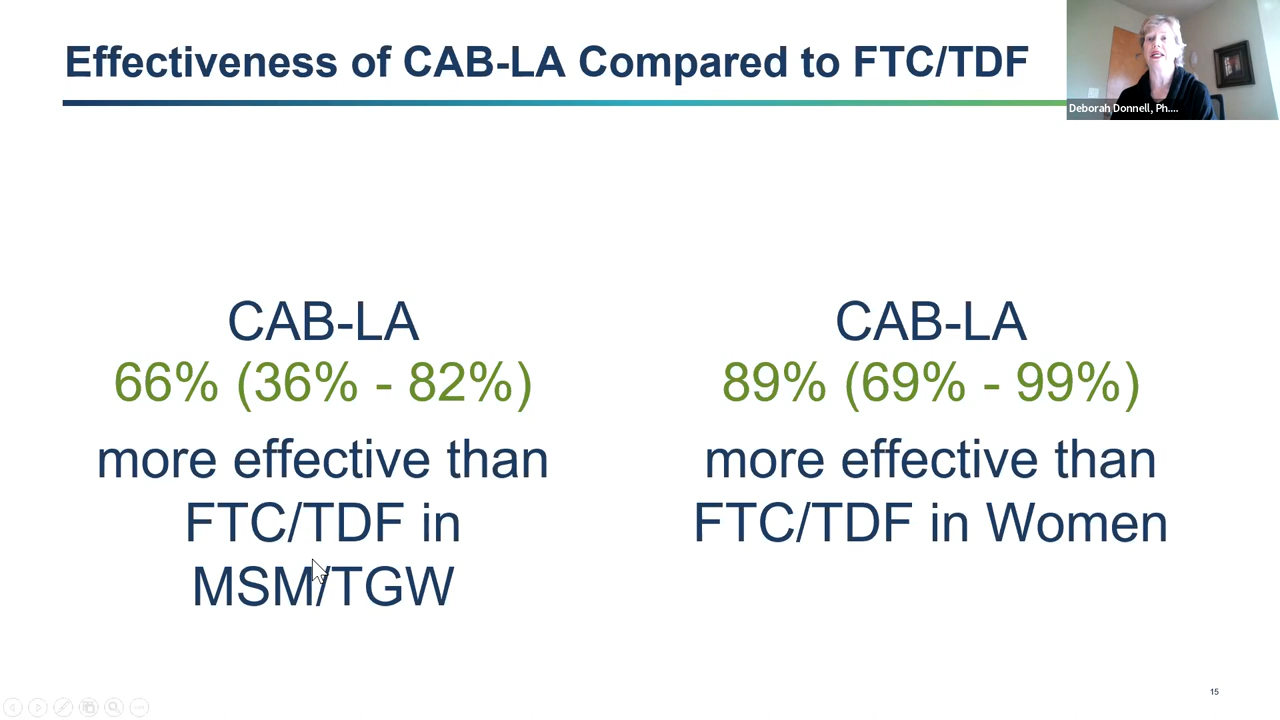 Effectiveness of CAB-LA Compared to FTC/TDF
Deborah Donnell, Ph....
CAB-LA
66% (36% - 82%)
more effective than
FTC/TDF in
MSM/TGW
CAB-LA
89% (69% - 99%)
more effective than
FTC/TDF in Women
15